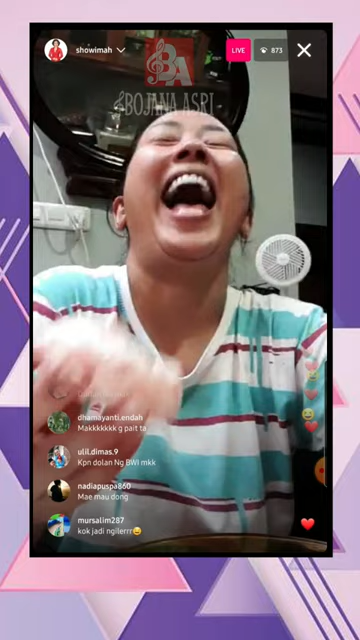 showimah
LIVE
873
BA
BOJANA ASRI
dhamayanti.endah
Makkkkkkk g pait ta
ulil.dimas.9
Kpn dolan Ng BWI mkk
nadiapuspa860
Mae mau dong
mursalim287
kok jadi ngilerrr😅